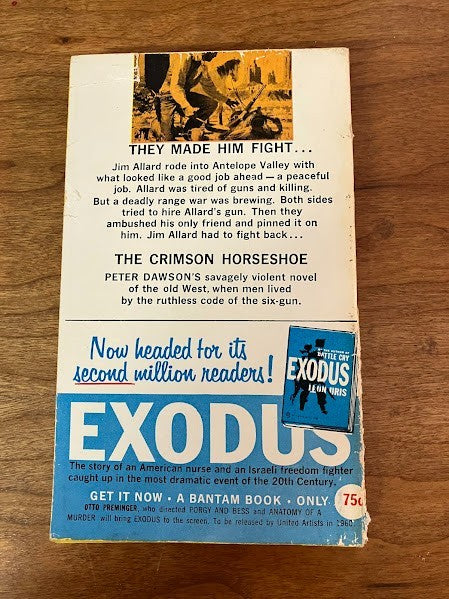 THEY MADE HIM FIGHT...
Jim Allard rode into Antelope Valley with
what looked like a good job ahead — a peaceful
job. Allard was tired of guns and killing.
But a deadly range war was brewing. Both sides
tried to hire Allard's gun. Then they
ambushed his only friend and pinned it on
him. Jim Allard had to fight back...
THE CRIMSON HORSESHOE
PETER DAWSON'S savagely violent novel
of the old West, when men lived
by the ruthless code of the six-gun.
Now headed for its
second million readers!
BY THE AUTHOR OF
BATTLE CRY
EXODUS
LEON URIS
EXODUS
The story of an American nurse and an Israeli freedom fighter
caught up in the most dramatic event of the 20th Century.
GET IT NOW • A BANTAM BOOK • ONLY 75¢
OTTO PREMINGER, who directed PORGY AND BESS and ANATOMY OF A
MURDER will bring EXODUS to the screen. To be released by United Artists in 1960